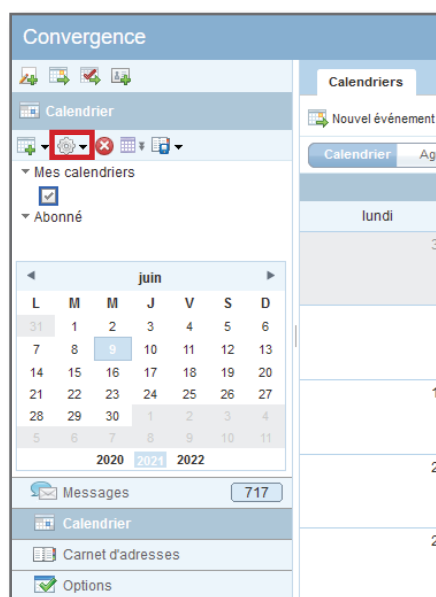 Convergence
Calendrier
Mes calendriers
Abonné
juin
L M M J V S D
31 1 2 3 4 5 6
7 8 9 10 11 12 13
14 15 16 17 18 19 20
21 22 23 24 25 26 27
28 29 30 1 2 3 4
5 6 7 8 9 10 11
2020 2021 2022
Messages 717
Calendrier
Carnet d'adresses
Options
Calendriers
Nouvel événement
Calendrier Ag
lundi
3
1
2
2